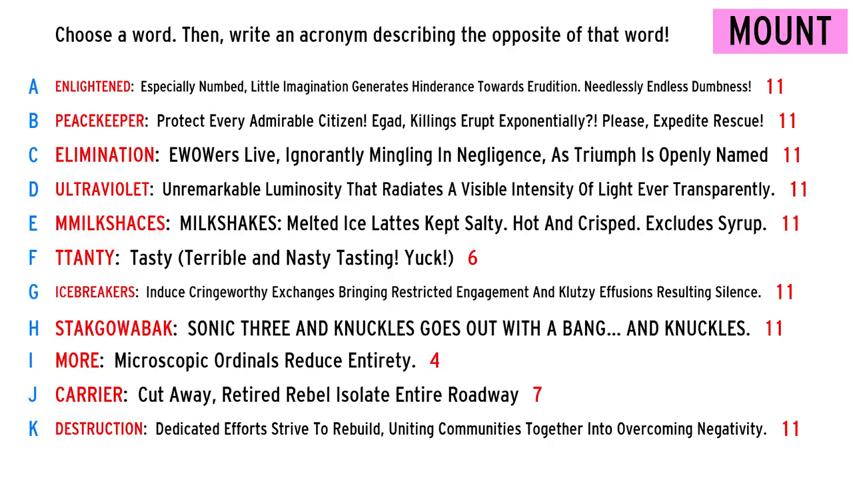 Choose a word. Then, write an acronym describing the opposite of that word!
MOUNT
A ENLIGHTENED: Especially Numbed, Little Imagination Generates Hinderance Towards Erudition. Needlessly Endless Dumbness! 11
B PEACEKEEPER: Protect Every Admirable Citizen! Egad, Killings Erupt Exponentially?! Please, Expedite Rescue! 11
C ELIMINATION: EWOWers Live, Ignorantly Mingling In Negligence, As Triumph Is Openly Named 11
D ULTRAVIOLET: Unremarkable Luminosity That Radiates A Visible Intensity Of Light Ever Transparently. 11
E MMILKSHACES: MILKSHAKES: Melted Ice Lattes Kept Salty. Hot And Crisped. Excludes Syrup. 11
F TTANTY: Tasty (Terrible and Nasty Tasting! Yuck!) 6
G ICEBREAKERS: Induce Cringeworthy Exchanges Bringing Restricted Engagement And Klutzy Effusions Resulting Silence. 11
H STAKGOWABAK: SONIC THREE AND KNUCKLES GOES OUT WITH A BANG... AND KNUCKLES. 11
I MORE: Microscopic Ordinals Reduce Entirety. 4
J CARRIER: Cut Away, Retired Rebel Isolate Entire Roadway 7
K DESTRUCTION: Dedicated Efforts Strive To Rebuild, Uniting Communities Together Into Overcoming Negativity. 11